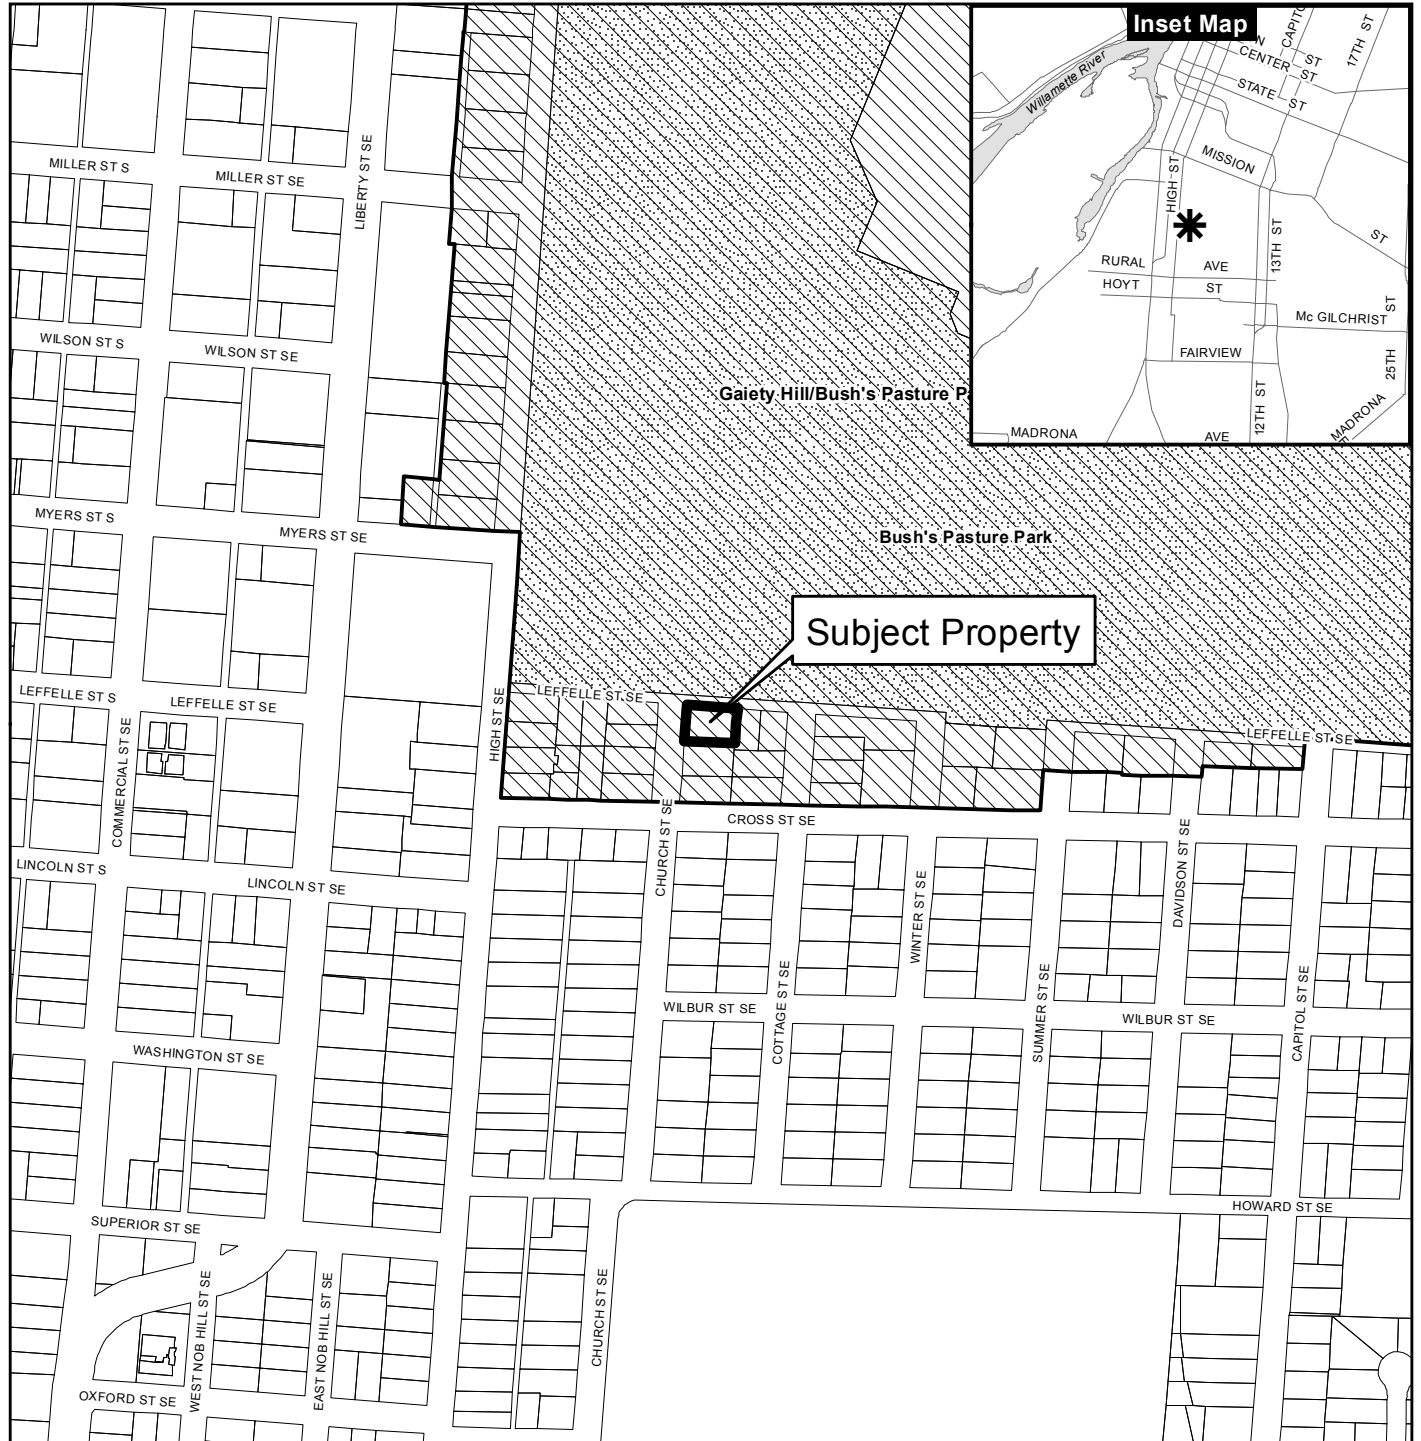 Inset Map
Willamette River
CAPITO
17TH ST
CENTER ST
ST
STATE ST
MISSION
ST
HIGH ST
13TH ST
RURAL AVE
HOYT ST
Mc GILCHRIST ST
FAIRVIEW
25TH
12TH ST
MADRONA AVE
MADRONA
MILLER ST S
MILLER ST SE
LIBERTY ST SE
WILSON ST S
WILSON ST SE
Gaiety Hill/Bush's Pasture Pa
MYERS ST S
MYERS ST SE
Bush's Pasture Park
Subject Property
LEFFELLE ST S
LEFFELLE ST SE
HIGH ST SE
LEFFELLE ST SE
LEFFELLE ST SE
COMMERCIAL ST SE
CROSS ST SE
CHURCH ST SE
DAVIDSON ST SE
LINCOLN ST S
LINCOLN ST SE
WINTER ST SE
COTTAGE ST SE
SUMMER ST SE
CAPITOL ST SE
WILBUR ST SE
WILBUR ST SE
WASHINGTON ST SE
HOWARD ST SE
SUPERIOR ST SE
WEST NOB HILL ST SE
EAST NOB HILL ST SE
CHURCH ST SE
OXFORD ST SE